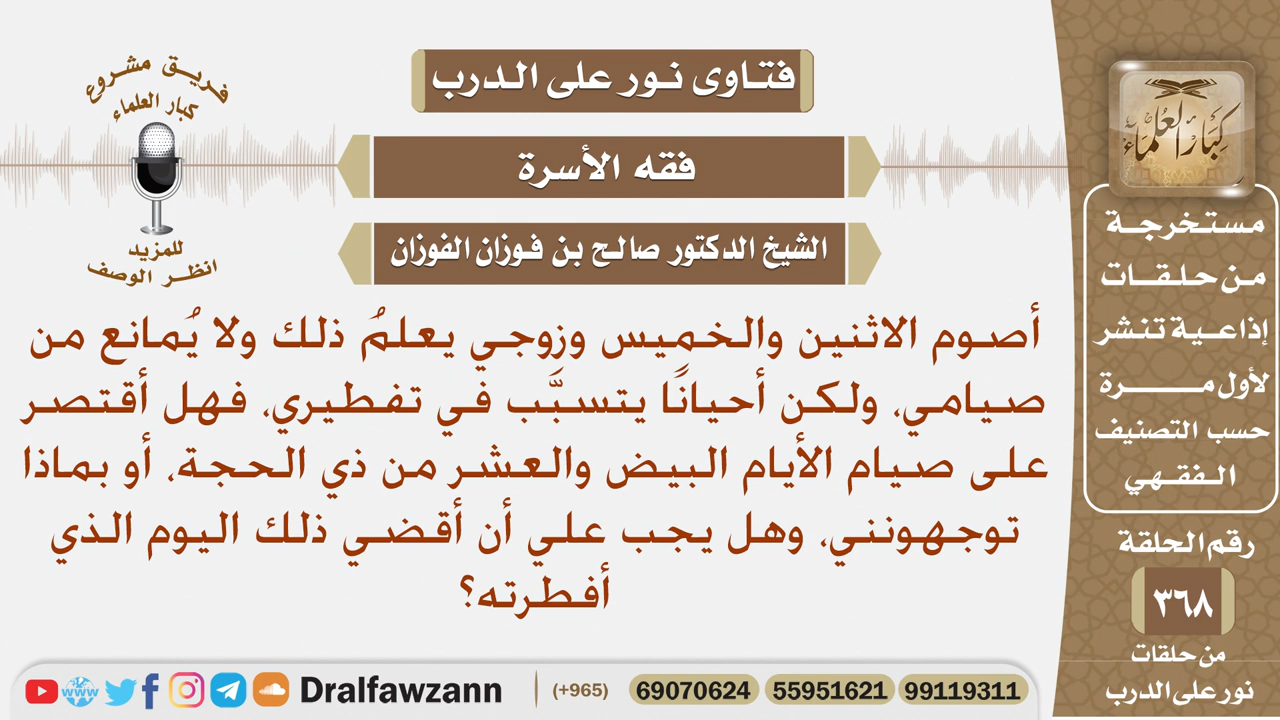 فريق مشروع
كبار العلماء
للمزيد
انظر الوصف
فتاوى نور على الدرب
فقه الأسرة
الشيخ الدكتور صالح بن فوزان الفوزان
أصوم الاثنين والخميس وزوجي يعلمُ ذلك ولا يُمانع من
صيامي، ولكن أحيانًا يتسبَّب في تفطيري، فهل أقتصر
على صيام الأيام البيض والعشر من ذي الحجة، أو بماذا
توجهونني، وهل يجب علي أن أقضي ذلك اليوم الذي
أفطرته؟
كبار العلماء
مستخرجة
من حلقات
إذاعية تنشر
لأول مرة
حسب التصنيف
الفقهي
رقم الحلقة
٣٦٨
من حلقات
نور على الدرب
www
Dralfawzann
(+965)
69070624
55951621
99119311